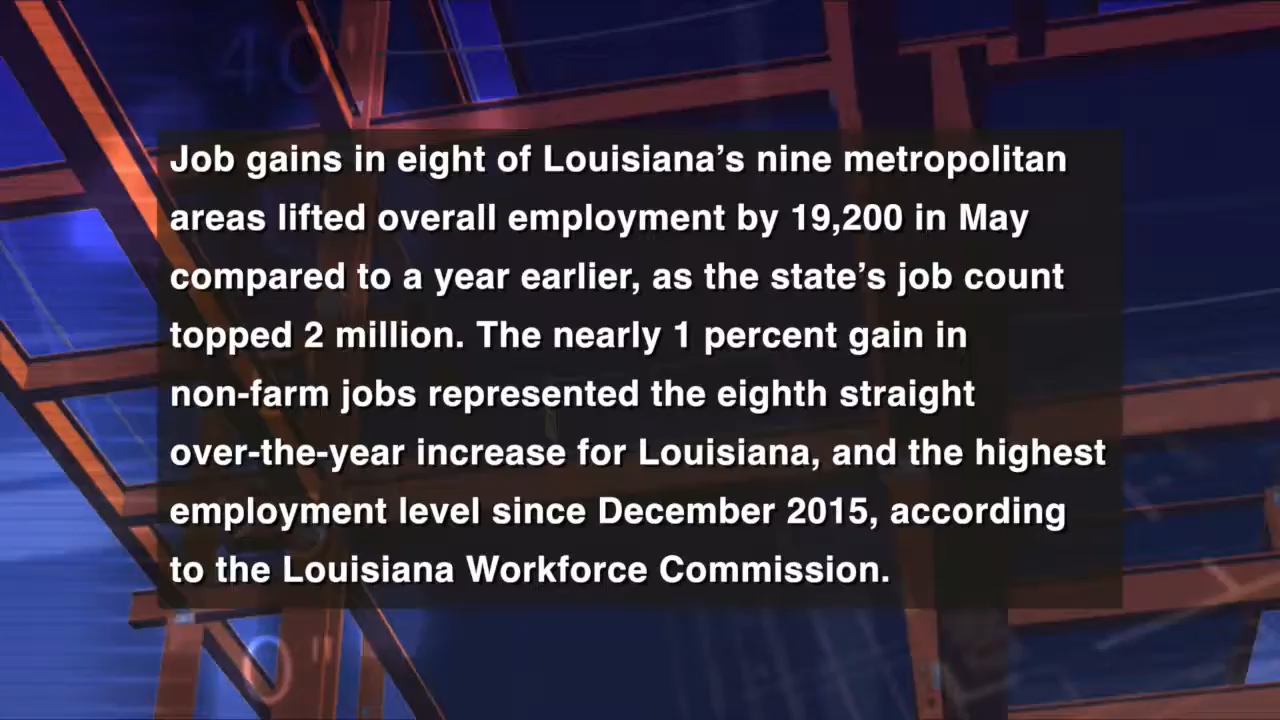 40"
Job gains in eight of Louisiana’s nine metropolitan
areas lifted overall employment by 19,200 in May
compared to a year earlier, as the state’s job count
topped 2 million. The nearly 1 percent gain in
non-farm jobs represented the eighth straight
over-the-year increase for Louisiana, and the highest
employment level since December 2015, according
to the Louisiana Workforce Commission.
0"